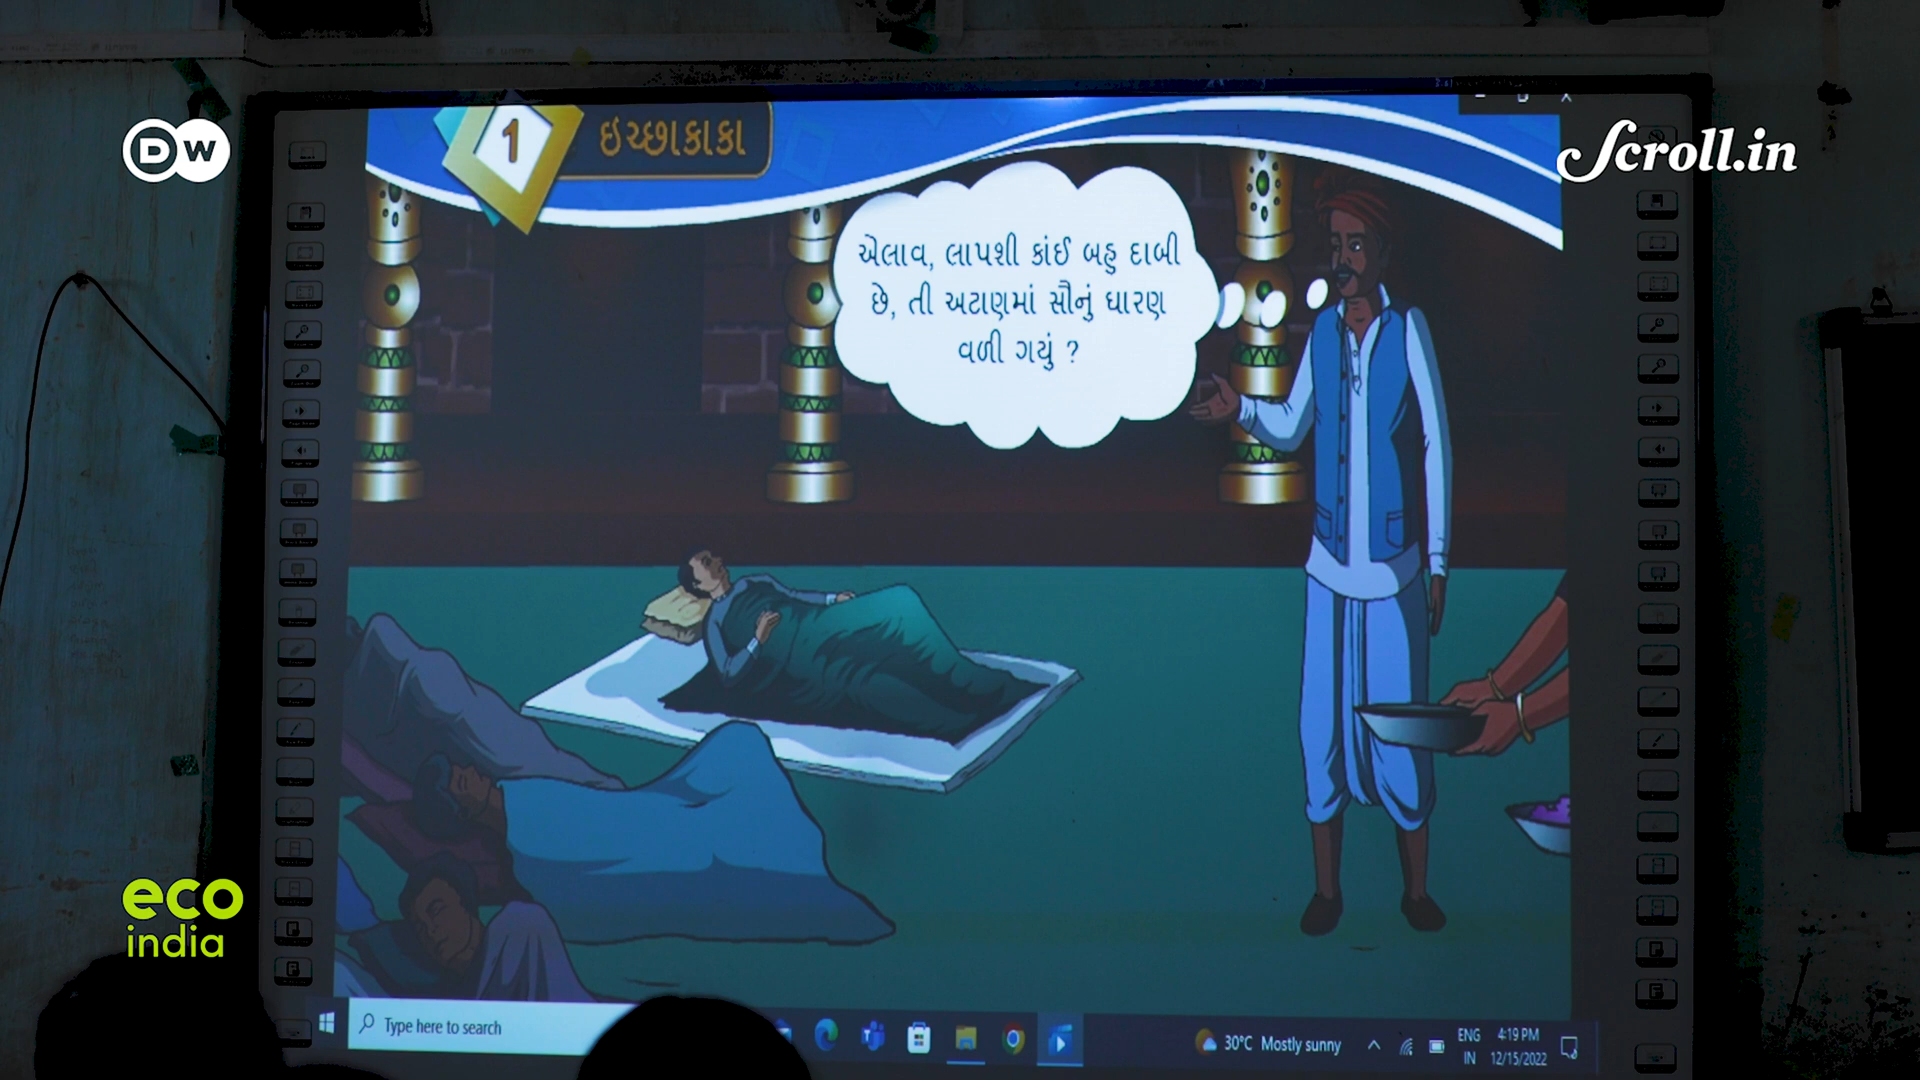 DW
Scroll.in
1
ઇચ્છાકાકા
એલાવ, લાપશી કાંઈ બહુ દાબી
છે, તી અટાણમાં સૌનું ઘારણ
વળી ગયું ?
eco
india
Type here to search
30°C Mostly sunny
ENG
IN
4:19 PM
12/15/2022